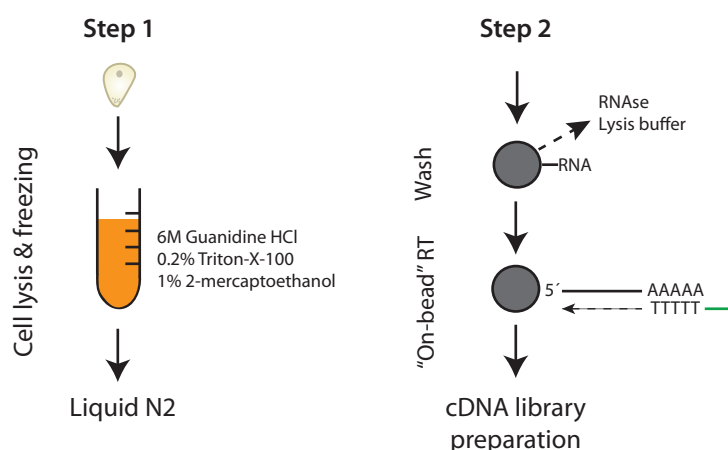 Step 1
Cell lysis & freezing
6M Guanidine HCl
0.2% Triton-X-100
1% 2-mercaptoethanol
Liquid N2
Step 2
RNAse
Lysis buffer
Wash
RNA
"On-bead" RT
5´
AAAAA
TTTTT
cDNA library
preparation